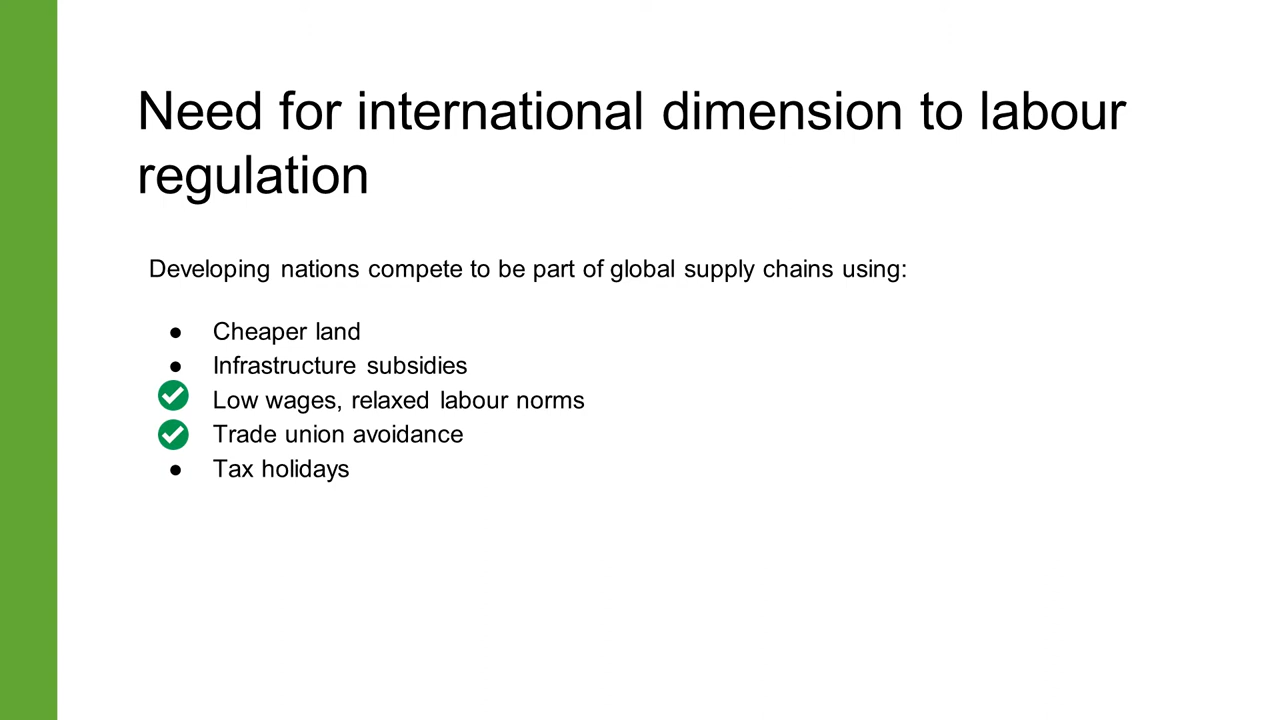 Need for international dimension to labour
regulation
Developing nations compete to be part of global supply chains using:
● Cheaper land
● Infrastructure subsidies
Low wages, relaxed labour norms
Trade union avoidance
● Tax holidays